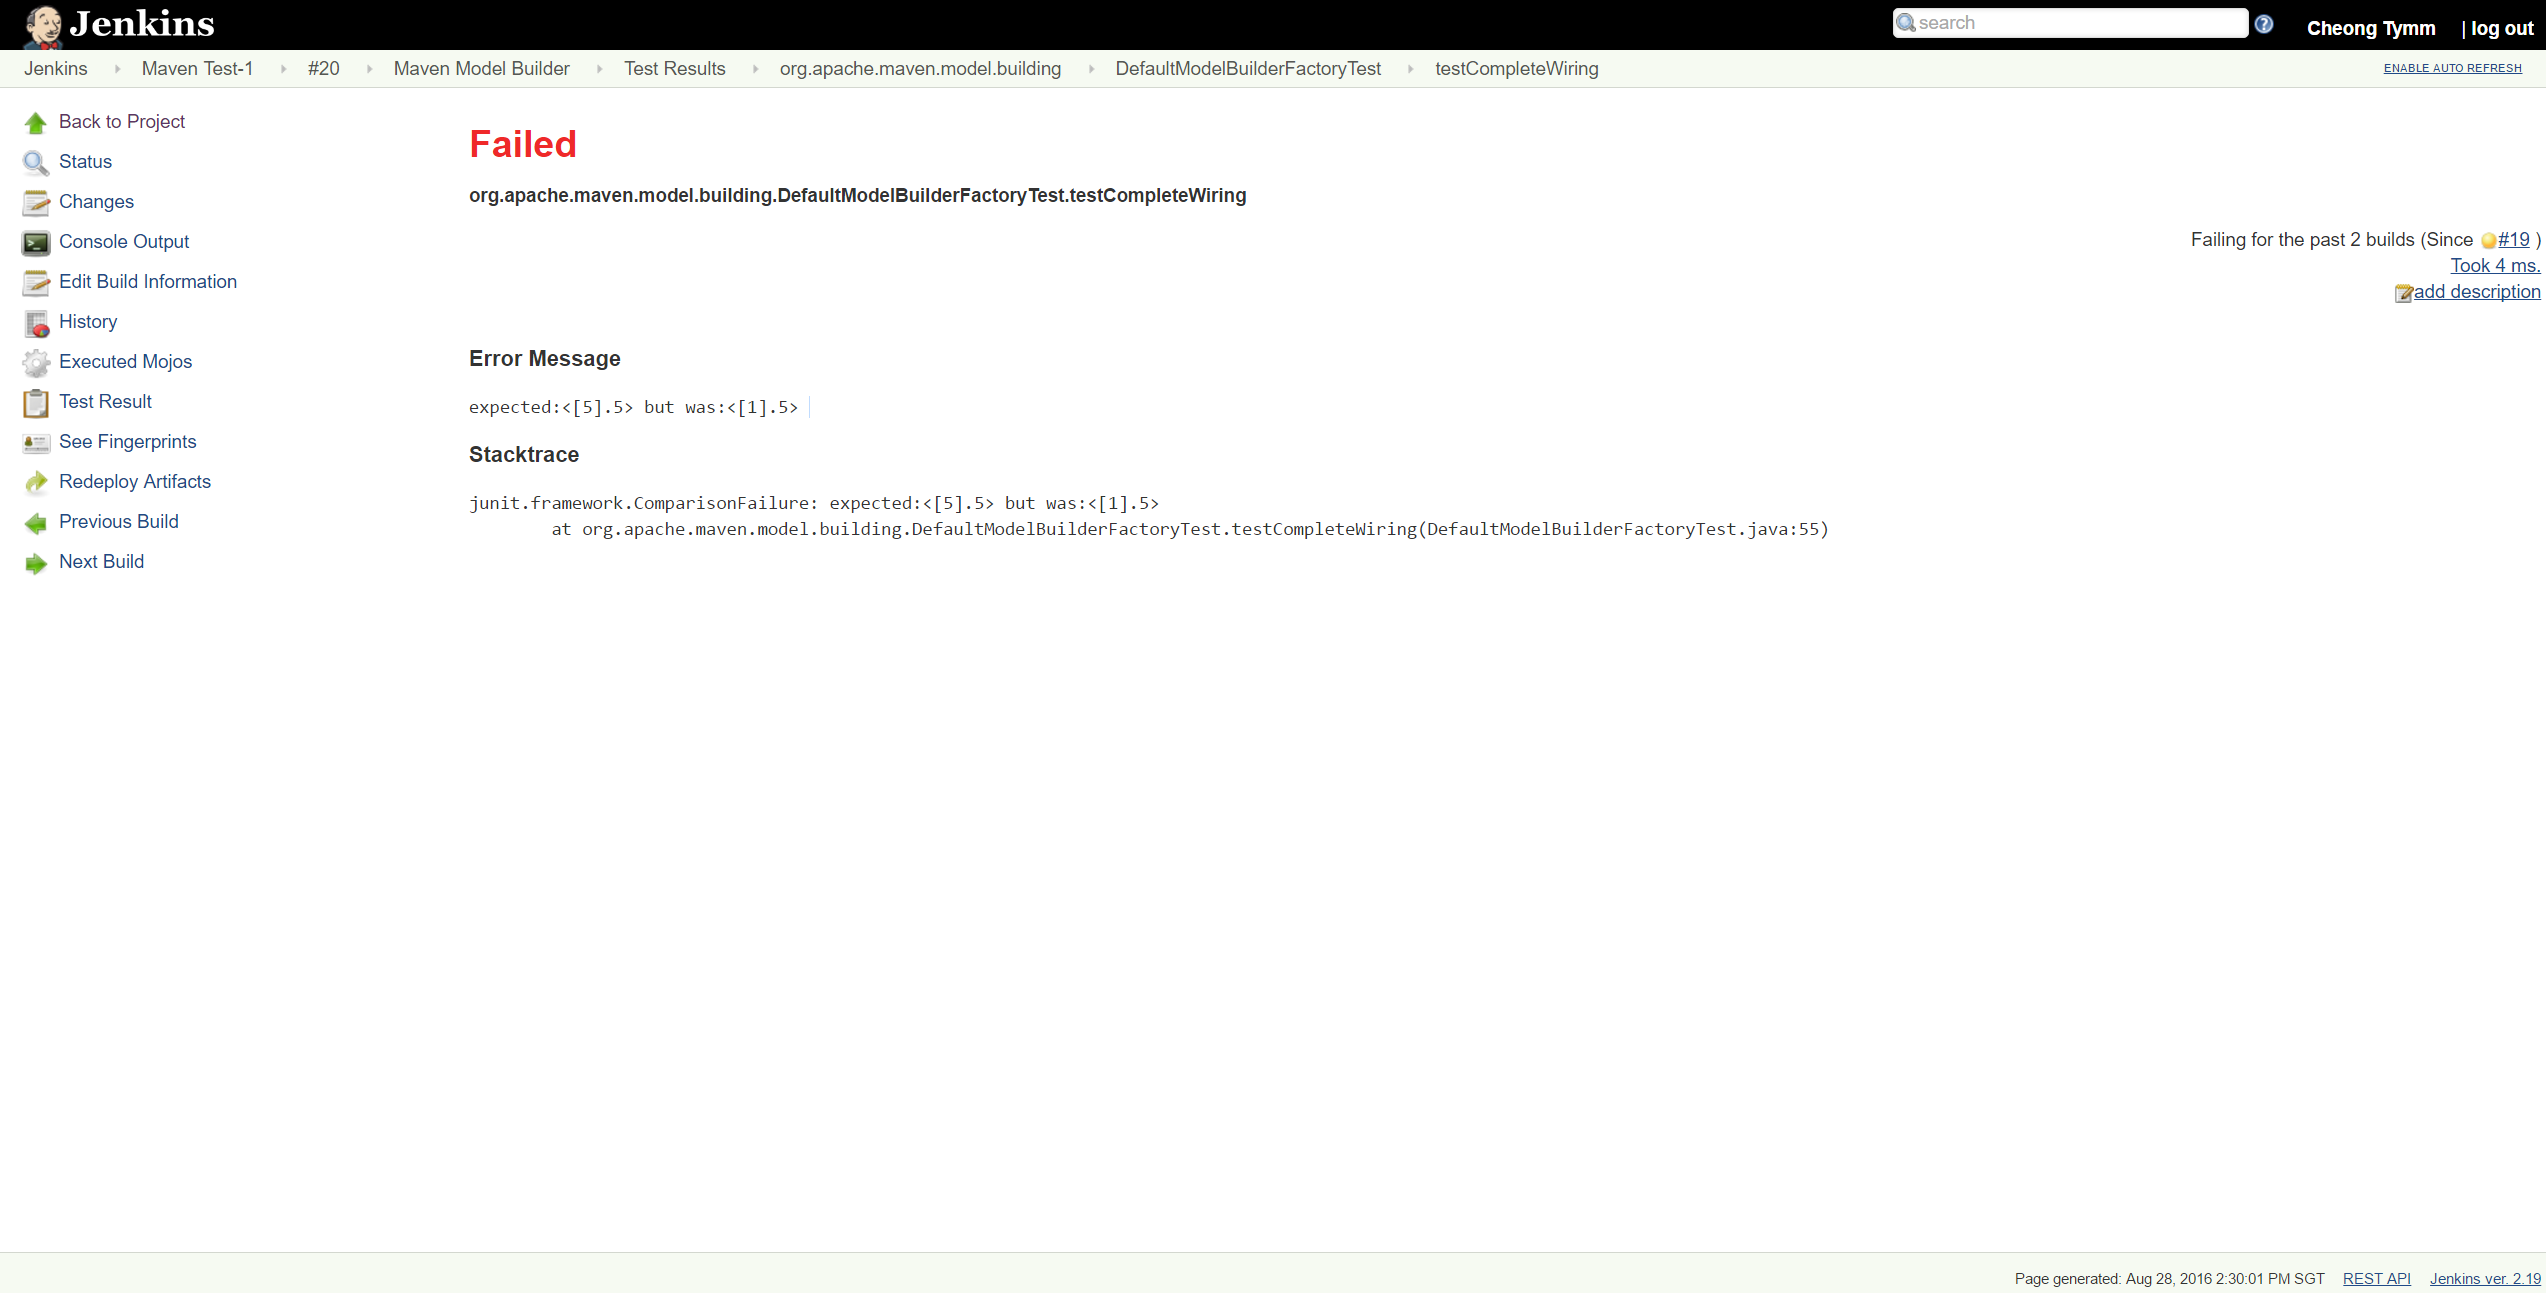 Jenkins
search
Cheong Tymm | log out
Jenkins Maven Test-1 #20 Maven Model Builder Test Results org.apache.maven.model.building DefaultModelBuilderFactoryTest testCompleteWiring
ENABLE AUTO REFRESH
Back to Project
Status
Changes
Console Output
Edit Build Information
History
Executed Mojos
Test Result
See Fingerprints
Redeploy Artifacts
Previous Build
Next Build
Failed
org.apache.maven.model.building.DefaultModelBuilderFactoryTest.testCompleteWiring
Failing for the past 2 builds (Since #19 )
Took 4 ms.
add description
Error Message
expected:<[5].5> but was:<[1].5>
Stacktrace
junit.framework.ComparisonFailure: expected:<[5].5> but was:<[1].5>
at org.apache.maven.model.building.DefaultModelBuilderFactoryTest.testCompleteWiring(DefaultModelBuilderFactoryTest.java:55)
Page generated: Aug 28, 2016 2:30:01 PM SGT REST API Jenkins ver. 2.19